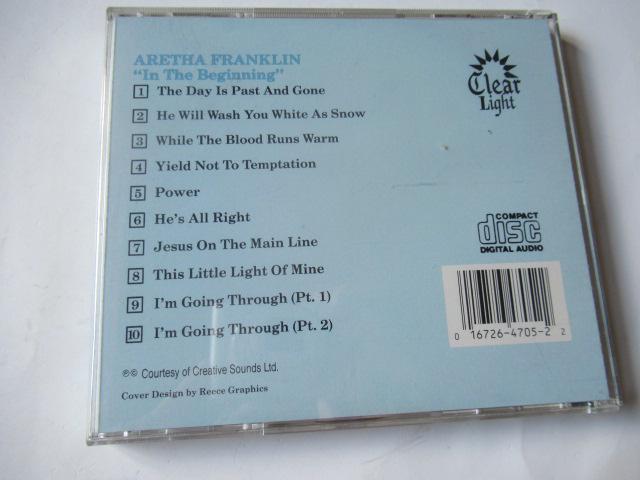 ARETHA FRANKLIN
"In The Beginning"
1 The Day Is Past And Gone
2 He Will Wash You White As Snow
3 While The Blood Runs Warm
4 Yield Not To Temptation
5 Power
6 He's All Right
7 Jesus On The Main Line
8 This Little Light Of Mine
9 I'm Going Through (Pt. 1)
10 I'm Going Through (Pt. 2)
℗© Courtesy of Creative Sounds Ltd.
Cover Design by Reece Graphics
Clear
Light
COMPACT
disc
DIGITAL AUDIO
0 16726-4705-2 2